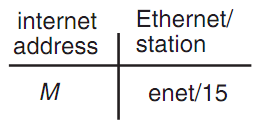 internet address
Ethernet/ station
M
enet/15